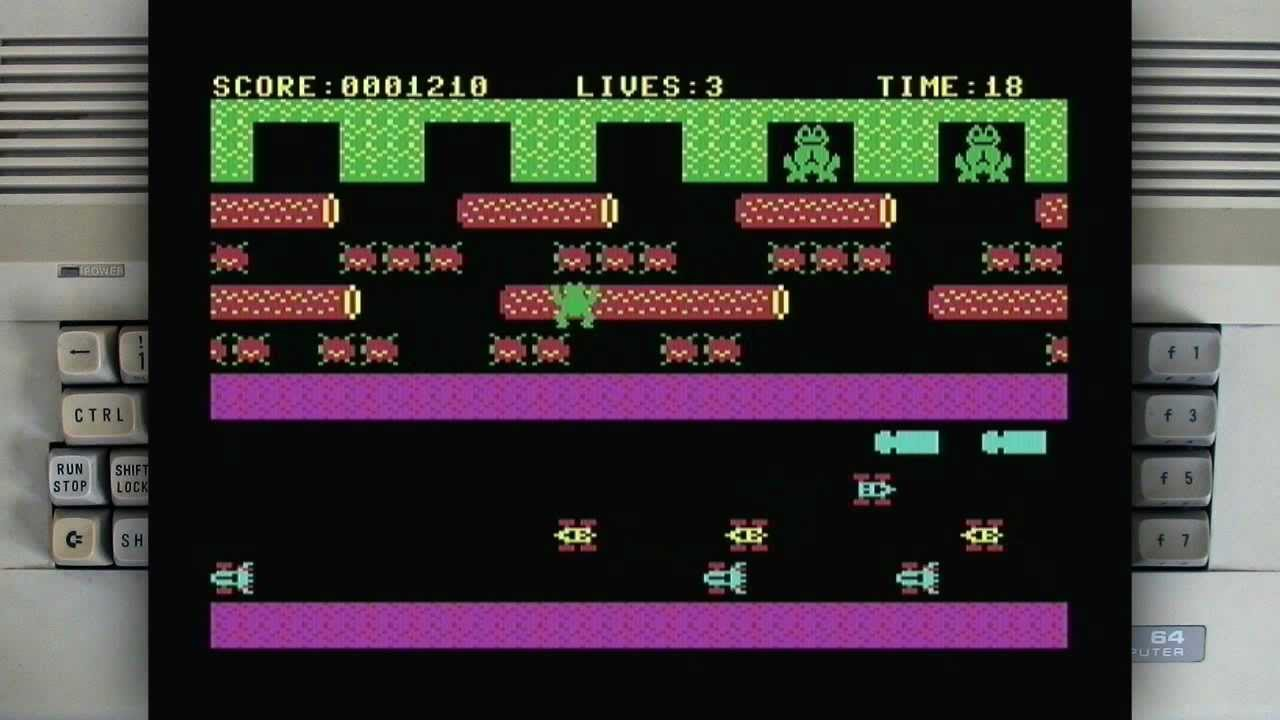 SCORE:0001210 LIVES:3 TIME:18
POWER
←
!
1
CTRL
RUN
STOP
SHIFT
LOCK
SH
f 1
f 3
f 5
f 7
64
PUTER